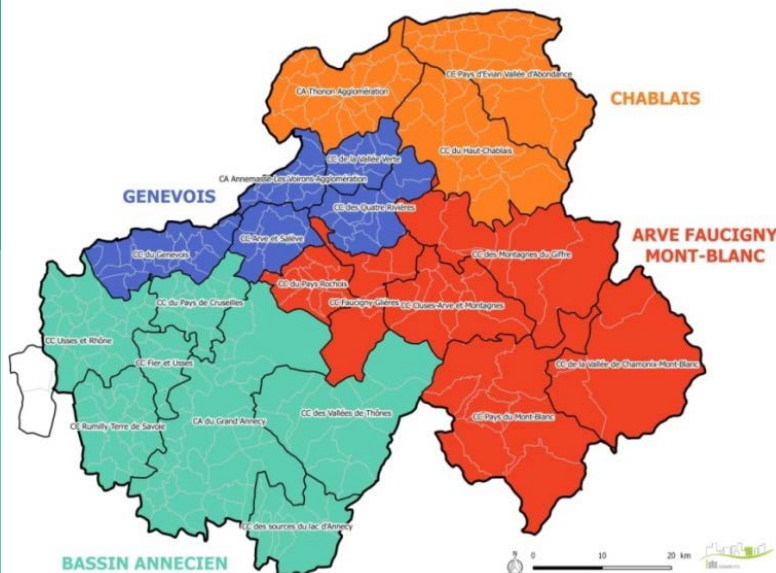 CC Pays d'Evian Vallée d'Abondance
CA Thonon Agglomération
CHABLAIS
CC du Haut-Chablais
CC de la Vallée Verte
CA Annemasse-Les Voirons-Agglomération
GENEVOIS
CC des Quatre Rivières
CC Arve et Salève
ARVE FAUCIGNY
MONT-BLANC
CC du Genevois
CC des Montagnes du Giffre
CC du Pays Rochois
CC du Pays de Cruseilles
CC Faucigny-Glières
CC Cluses-Arve et Montagnes
CC Usses et Rhône
CC Fier et Usses
CC de la Vallée de Chamonix-Mont-Blanc
CC des Vallées de Thônes
CC Pays du Mont-Blanc
CA du Grand Annecy
CC Rumilly Terre de Savoie
CC des sources du lac d'Annecy
BASSIN ANNECIEN
N
0 10 20 km